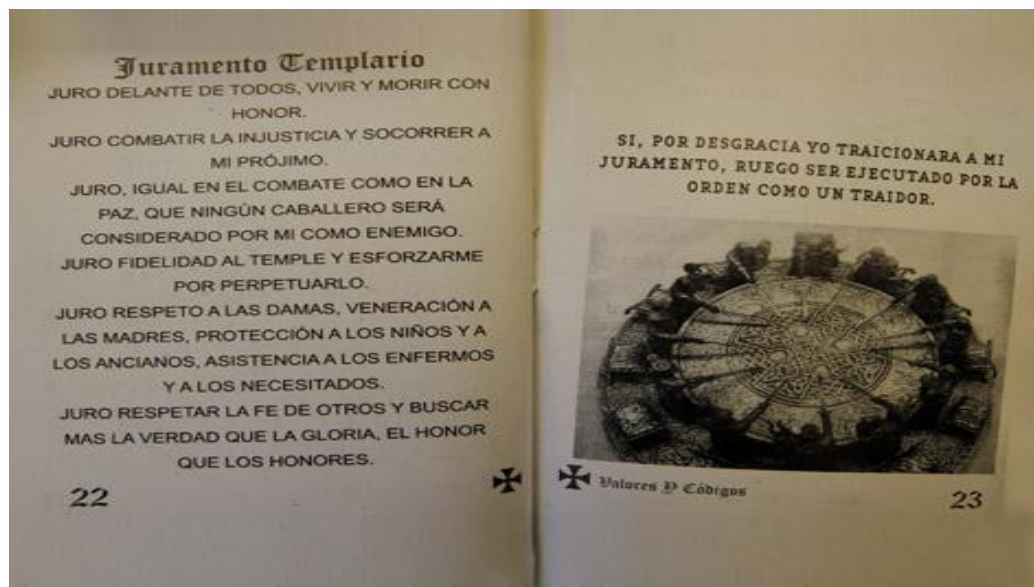 Juramento Templario
JURO DELANTE DE TODOS, VIVIR Y MORIR CON
HONOR.
JURO COMBATIR LA INJUSTICIA Y SOCORRER A
MI PRÓJIMO.
JURO, IGUAL EN EL COMBATE COMO EN LA
PAZ, QUE NINGÚN CABALLERO SERÁ
CONSIDERADO POR MI COMO ENEMIGO.
JURO FIDELIDAD AL TEMPLE Y ESFORZARME
POR PERPETUARLO.
JURO RESPETO A LAS DAMAS, VENERACIÓN A
LAS MADRES, PROTECCIÓN A LOS NIÑOS Y A
LOS ANCIANOS, ASISTENCIA A LOS ENFERMOS
Y A LOS NECESITADOS.
JURO RESPETAR LA FE DE OTROS Y BUSCAR
MAS LA VERDAD QUE LA GLORIA, EL HONOR
QUE LOS HONORES.
22
SI, POR DESGRACIA YO TRAICIONARA A MI
JURAMENTO, RUEGO SER EJECUTADO POR LA
ORDEN COMO UN TRAIDOR.
Valores Y Códigos
23